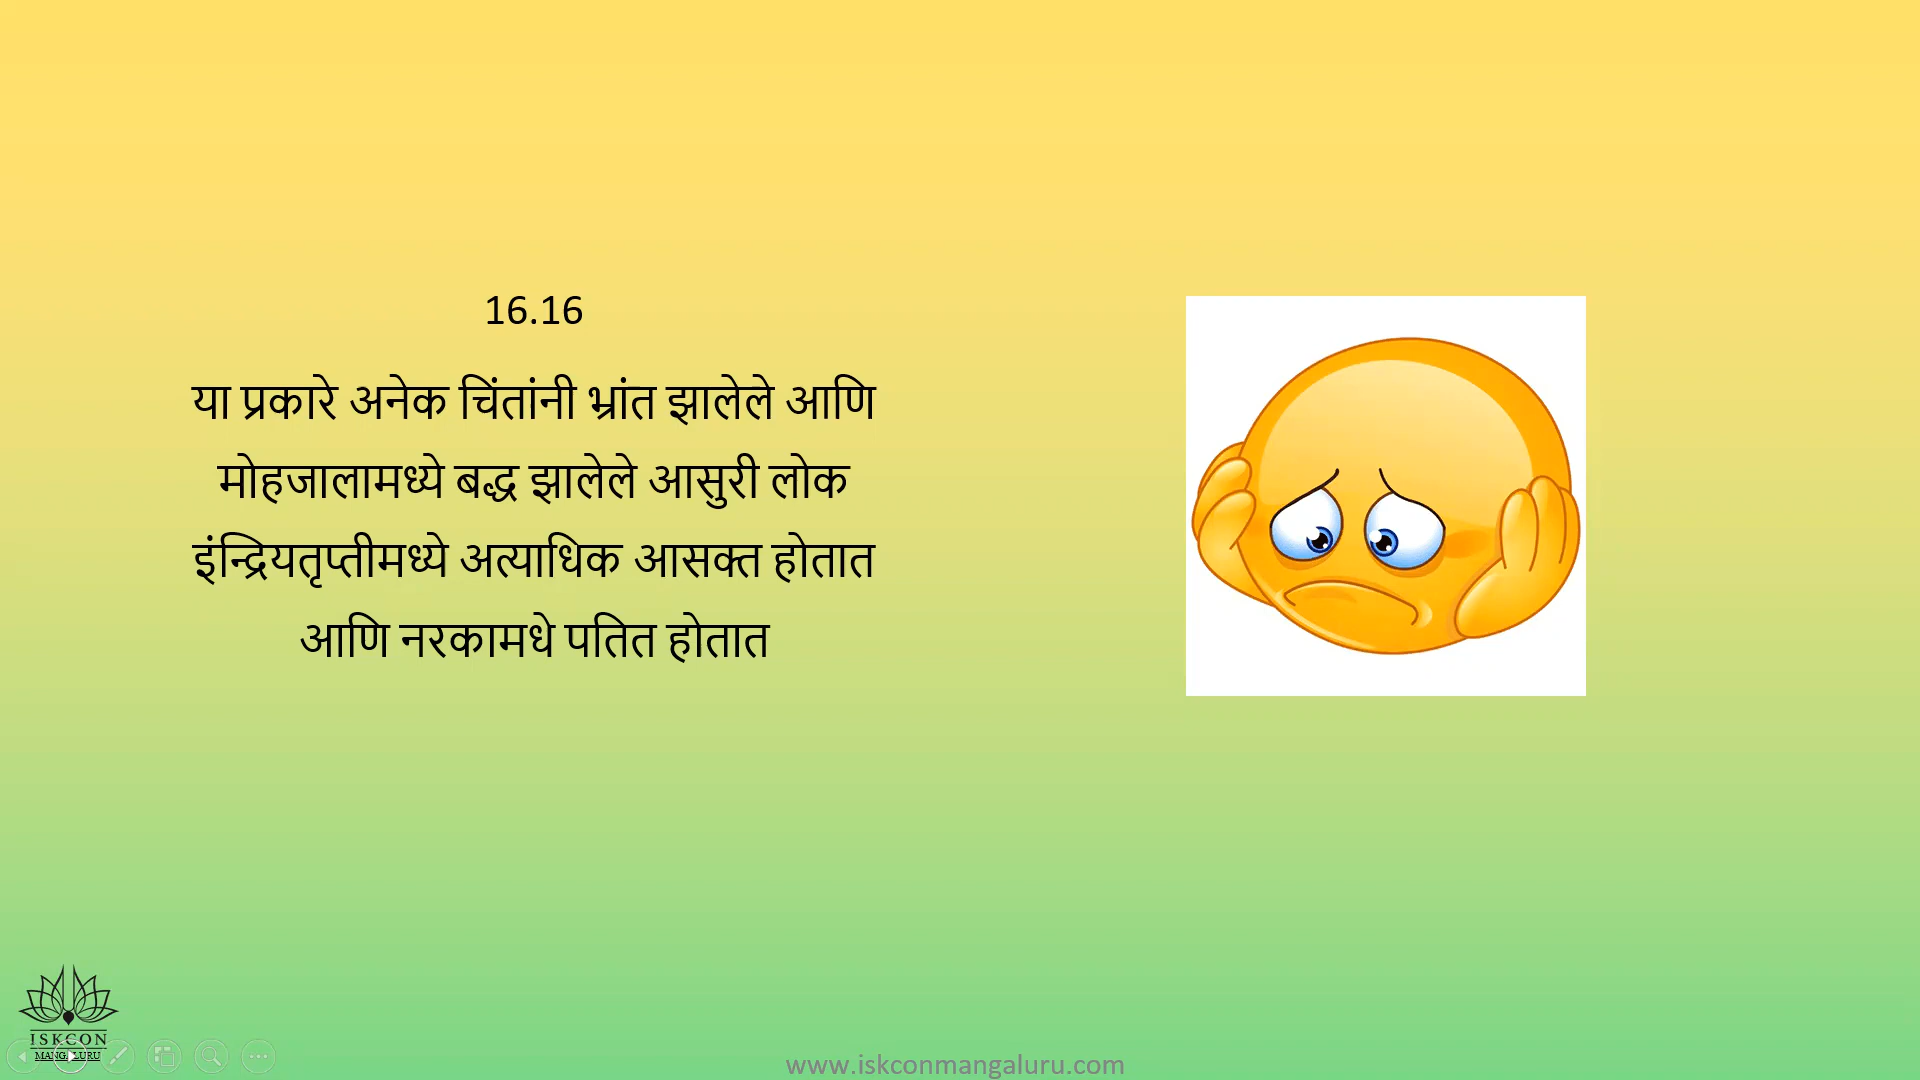 16.16
या प्रकारे अनेक चिंतांनी भ्रांत झालेले आणि
मोहजालामध्ये बद्ध झालेले आसुरी लोक
इंन्द्रियतृप्तीमध्ये अत्याधिक आसक्त होतात
आणि नरकामधे पतित होतात
ISKCON
MANGALURU
www.iskconmangaluru.com